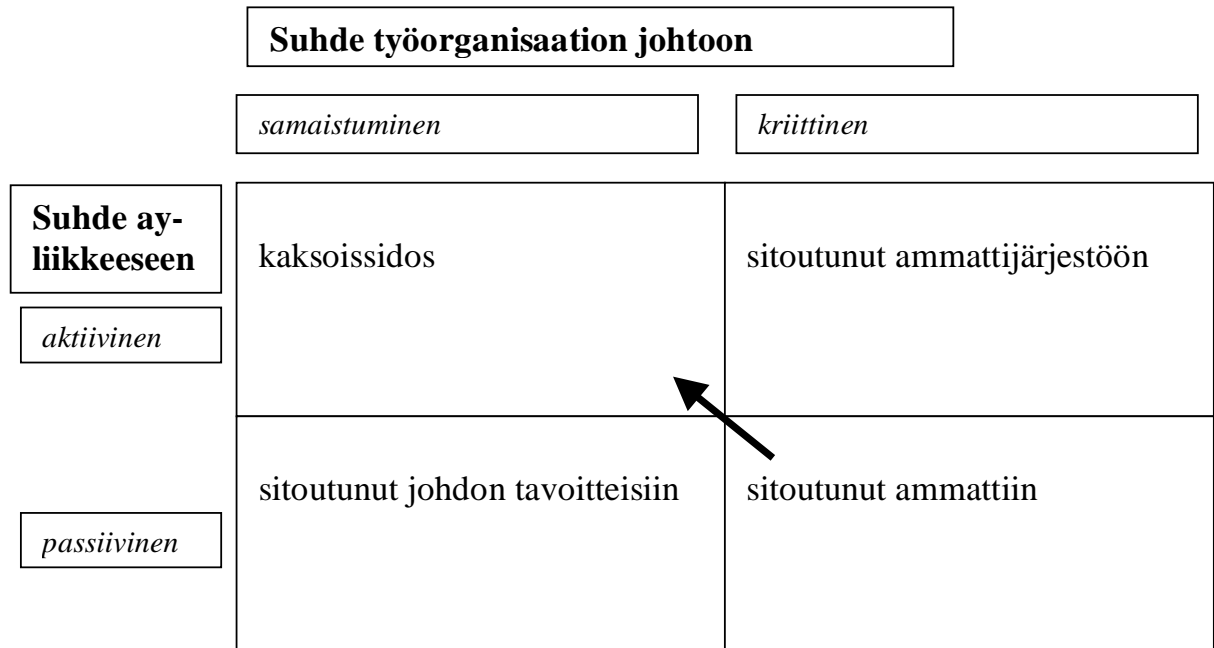 Suhde työorganisaation johtoon
samaistuminen
kriittinen
Suhde ay-
liikkeeseen
kaksoissidos
sitoutunut ammattijärjestöön
aktiivinen
sitoutunut johdon tavoitteisiin
sitoutunut ammattiin
passiivinen